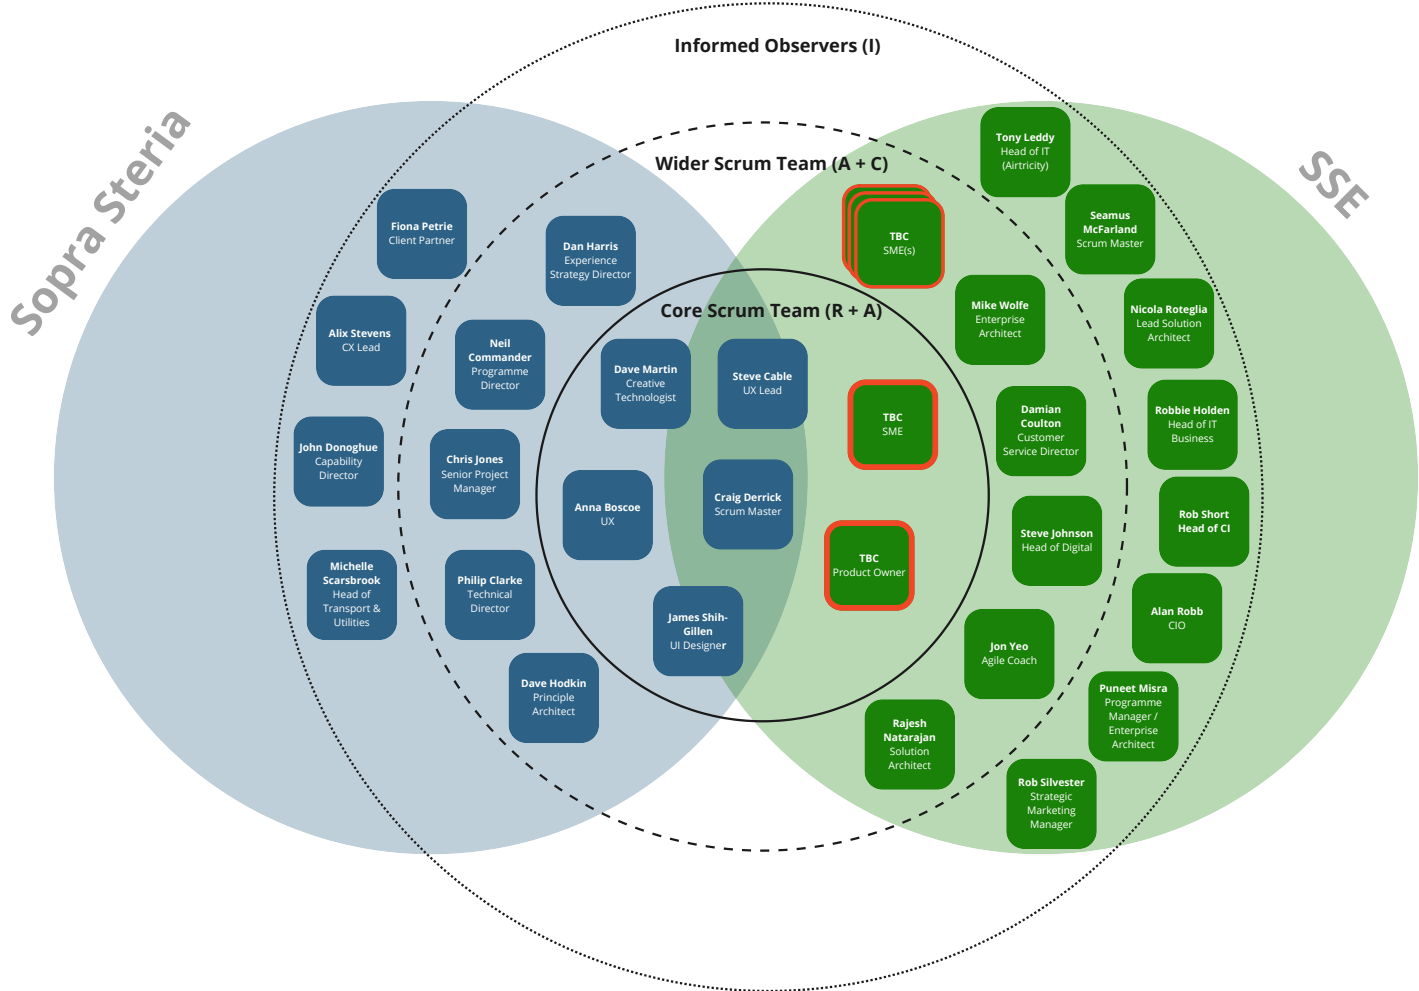 Informed Observers (I)
Sopra Steria
SSE
Wider Scrum Team (A + C)
Core Scrum Team (R + A)
Fiona Petrie
Client Partner
Alix Stevens
CX Lead
John Donoghue
Capability
Director
Michelle
Scarsbrook
Head of
Transport &
Utilities
Dan Harris
Experience
Strategy Director
Neil
Commander
Programme
Director
Chris Jones
Senior Project
Manager
Philip Clarke
Technical
Director
Dave Hodkin
Principle
Architect
Dave Martin
Creative
Technologist
Steve Cable
UX Lead
Anna Boscoe
UX
Craig Derrick
Scrum Master
James Shih-
Gillen
UI Designer
TBC
SME
TBC
Product Owner
TBC
SME(s)
Mike Wolfe
Enterprise
Architect
Damian
Coulton
Customer
Service Director
Steve Johnson
Head of Digital
Jon Yeo
Agile Coach
Rajesh
Natarajan
Solution
Architect
Tony Leddy
Head of IT
(Airtricity)
Seamus
McFarland
Scrum Master
Nicola Roteglia
Lead Solution
Architect
Robbie Holden
Head of IT
Business
Rob Short
Head of CI
Alan Robb
CIO
Puneet Misra
Programme
Manager /
Enterprise
Architect
Rob Silvester
Strategic
Marketing
Manager